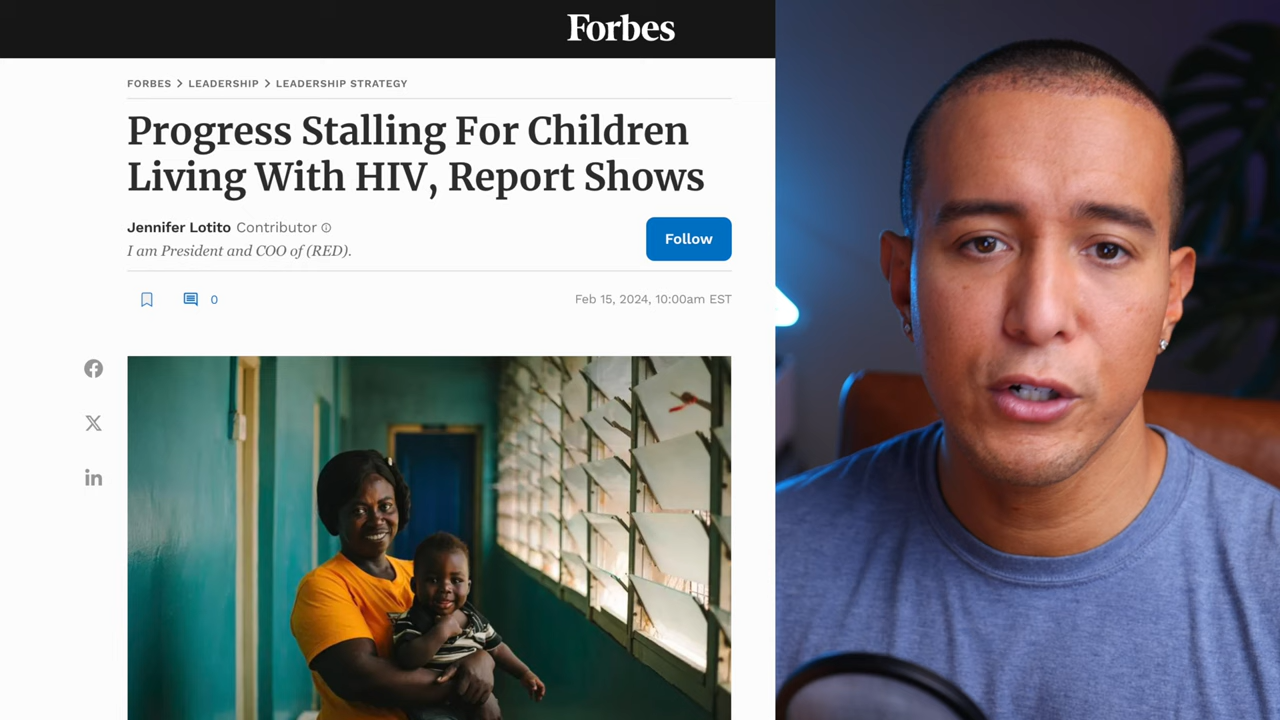 Forbes
FORBES > LEADERSHIP > LEADERSHIP STRATEGY
Progress Stalling For Children
Living With HIV, Report Shows
Jennifer Lotito Contributor
I am President and COO of (RED).
Follow
0
Feb 15, 2024, 10:00am EST